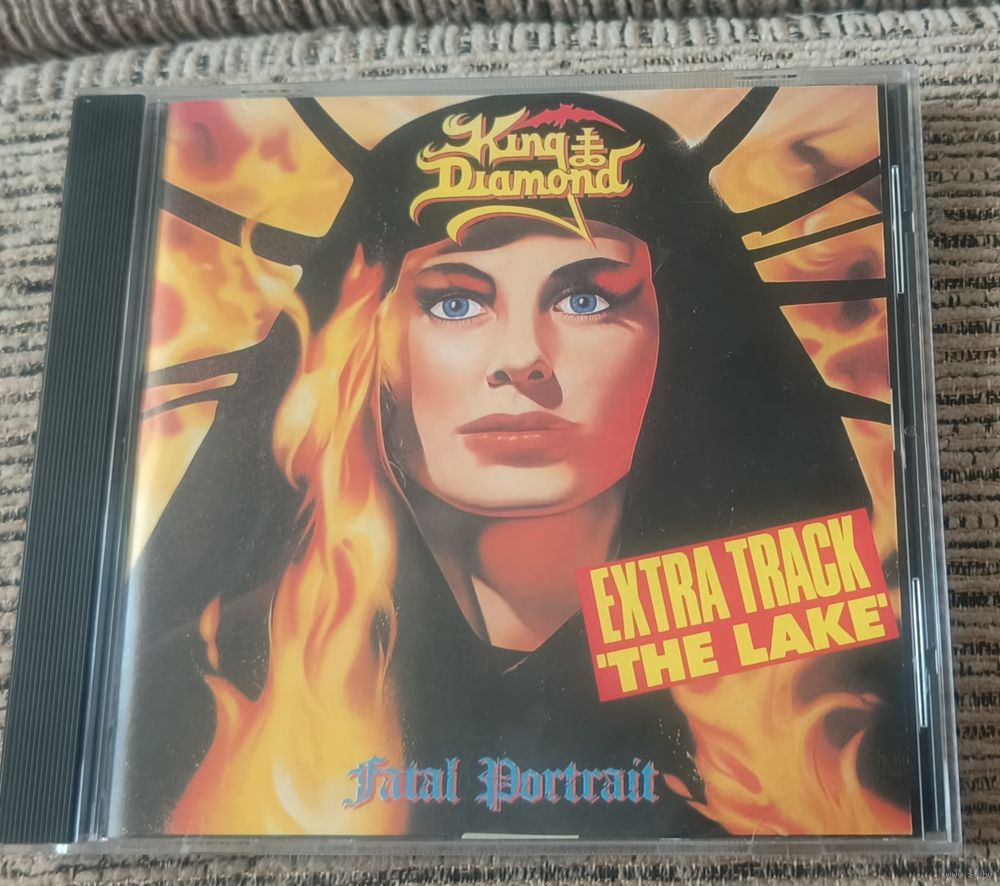 King
Diamond
EXTRA TRACK
'THE LAKE'
Fatal Portrait